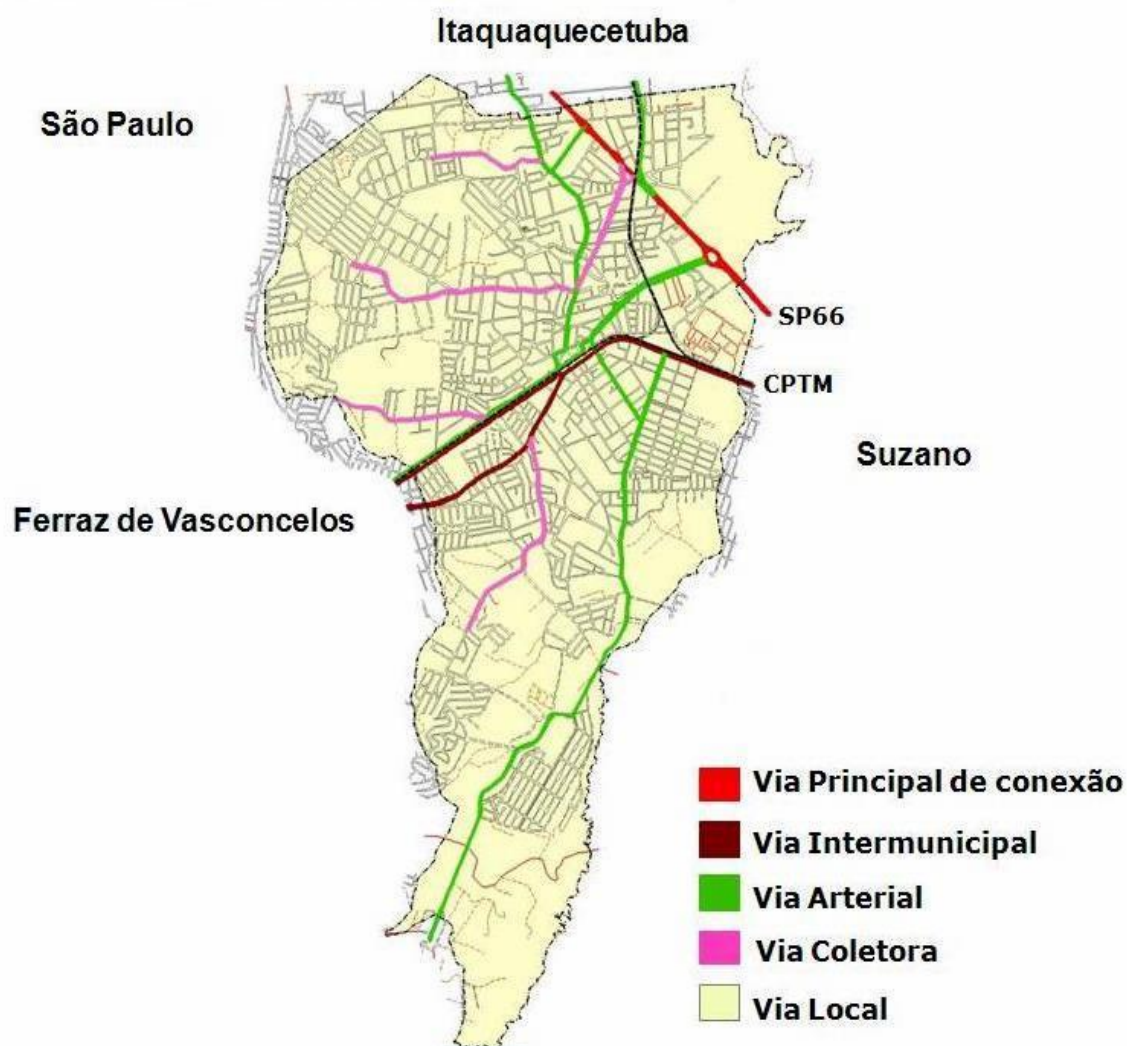 Itaquaquecetuba
São Paulo
SP66
CPTM
Suzano
Ferraz de Vasconcelos
Via Principal de conexão
Via Intermunicipal
Via Arterial
Via Coletora
Via Local